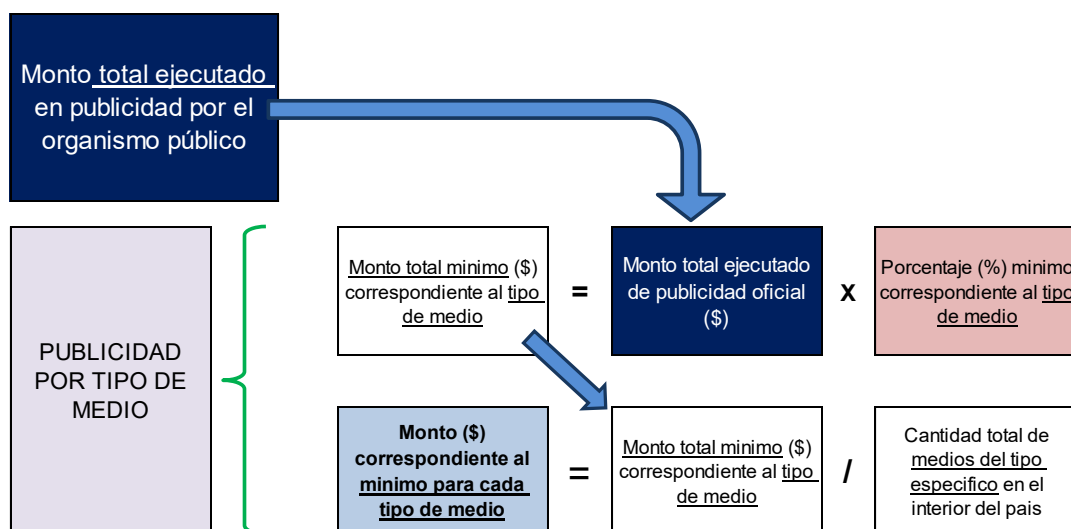 Monto total ejecutado
en publicidad por el
organismo público
Monto total minimo ($)
correspondiente al tipo
de medio
=
Monto total ejecutado
de publicidad oficial
($)
x
Porcentaje (%) minimo
correspondiente al tipo
de medio
PUBLICIDAD
POR TIPO DE
MEDIO
Monto ($)
correspondiente al
minimo para cada
tipo de medio
=
Monto total minimo ($)
correspondiente al tipo
de medio
/
Cantidad total de
medios del tipo
especifico en el
interior del pais